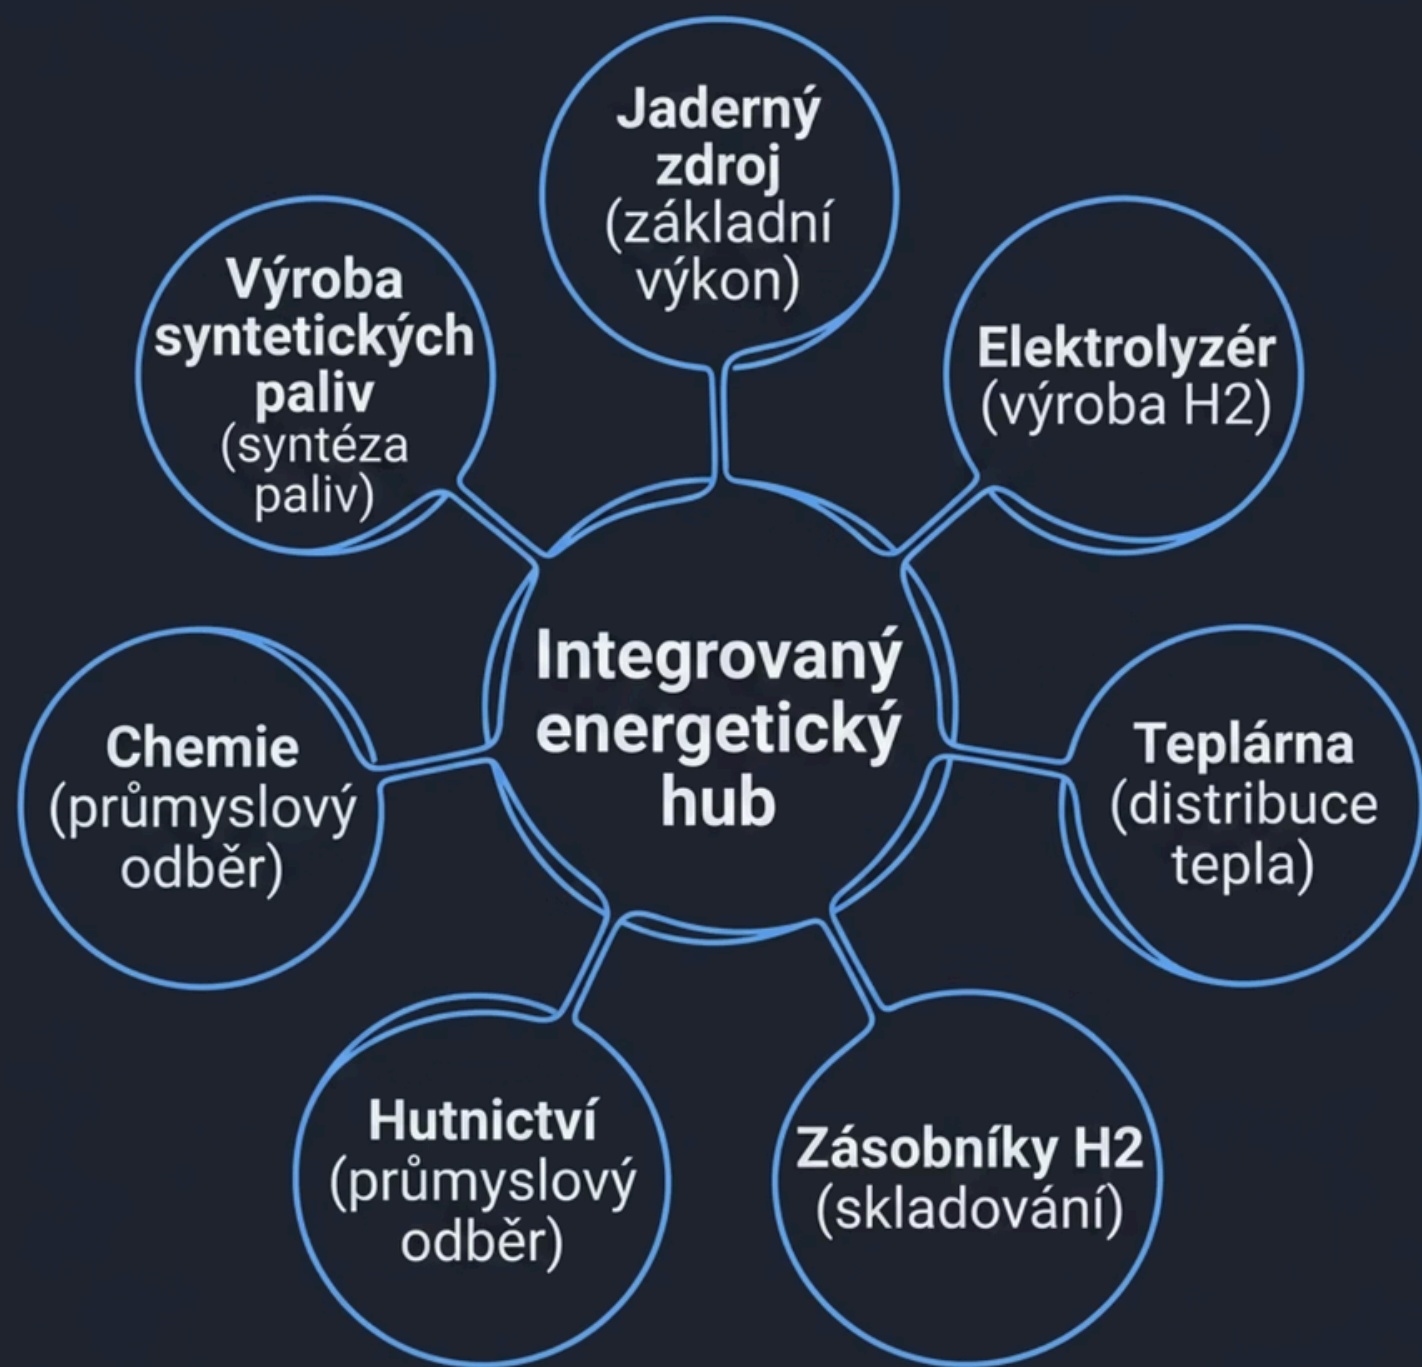 Jaderný
zdroj
(základní
výkon)
Výroba
syntetických
paliv
(syntéza
paliv)
Elektrolyzér
(výroba H2)
Integrovaný
energetický
hub
Chemie
(průmyslový
odběr)
Teplárna
(distribuce
tepla)
Hutnictví
(průmyslový
odběr)
Zásobníky H2
(skladování)